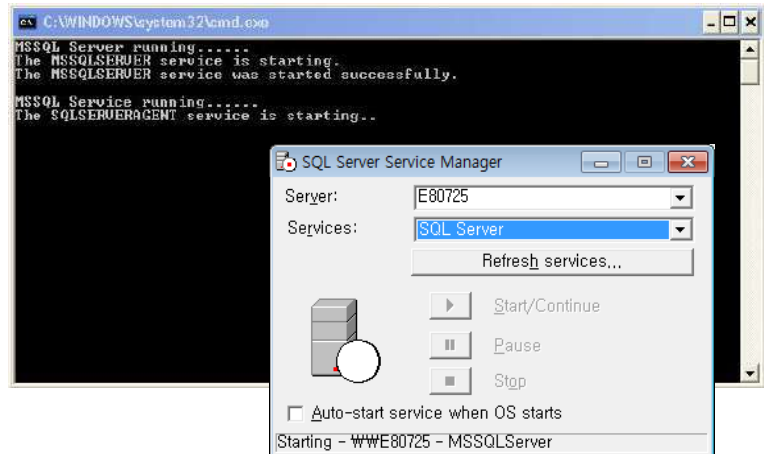 C:\WINDOWS\system32\cmd.exe
MSSQL Server running......
The MSSQLSERVER service is starting.
The MSSQLSERVER service was started successfully.
MSSQL Service running......
The SQLSERVERAGENT service is starting..
SQL Server Service Manager
Server: E80725
Services: SQL Server
Refresh services...
Start/Continue
Pause
Stop
Auto-start service when OS starts
Starting - ₩₩E80725 - MSSQLServer